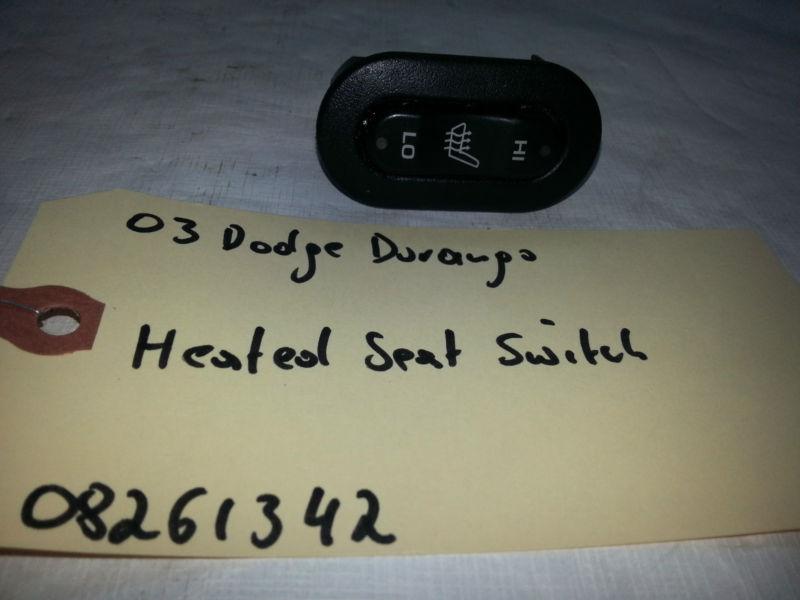 LO
HI
03 Dodge Durango
Heated Seat Switch
08261342